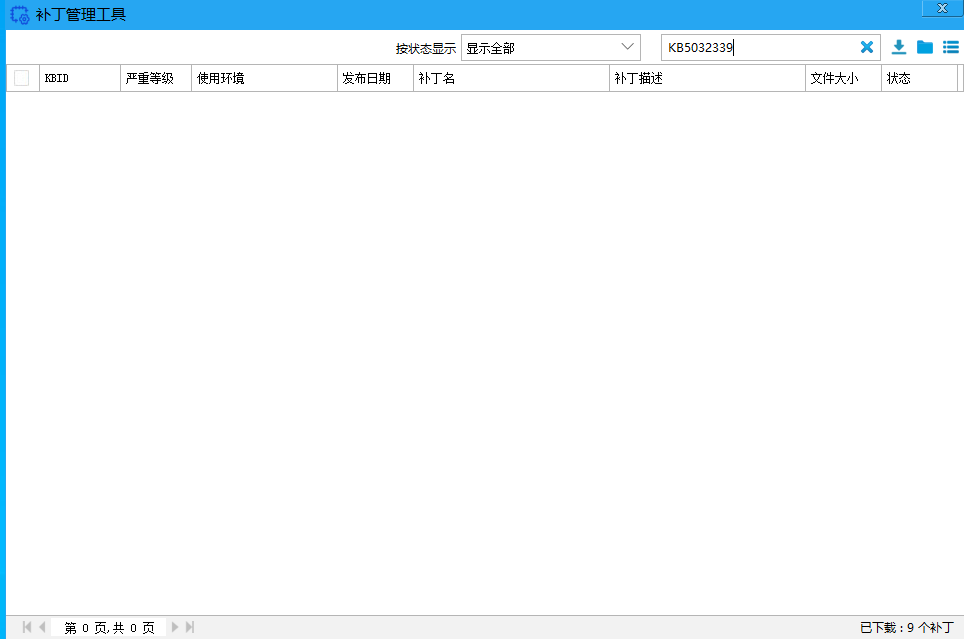 补丁管理工具
按状态显示 显示全部 KB5032339
KBID 严重等级 使用环境 发布日期 补丁名 补丁描述 文件大小 状态
第 0 页,共 0 页 已下载 : 9 个补丁